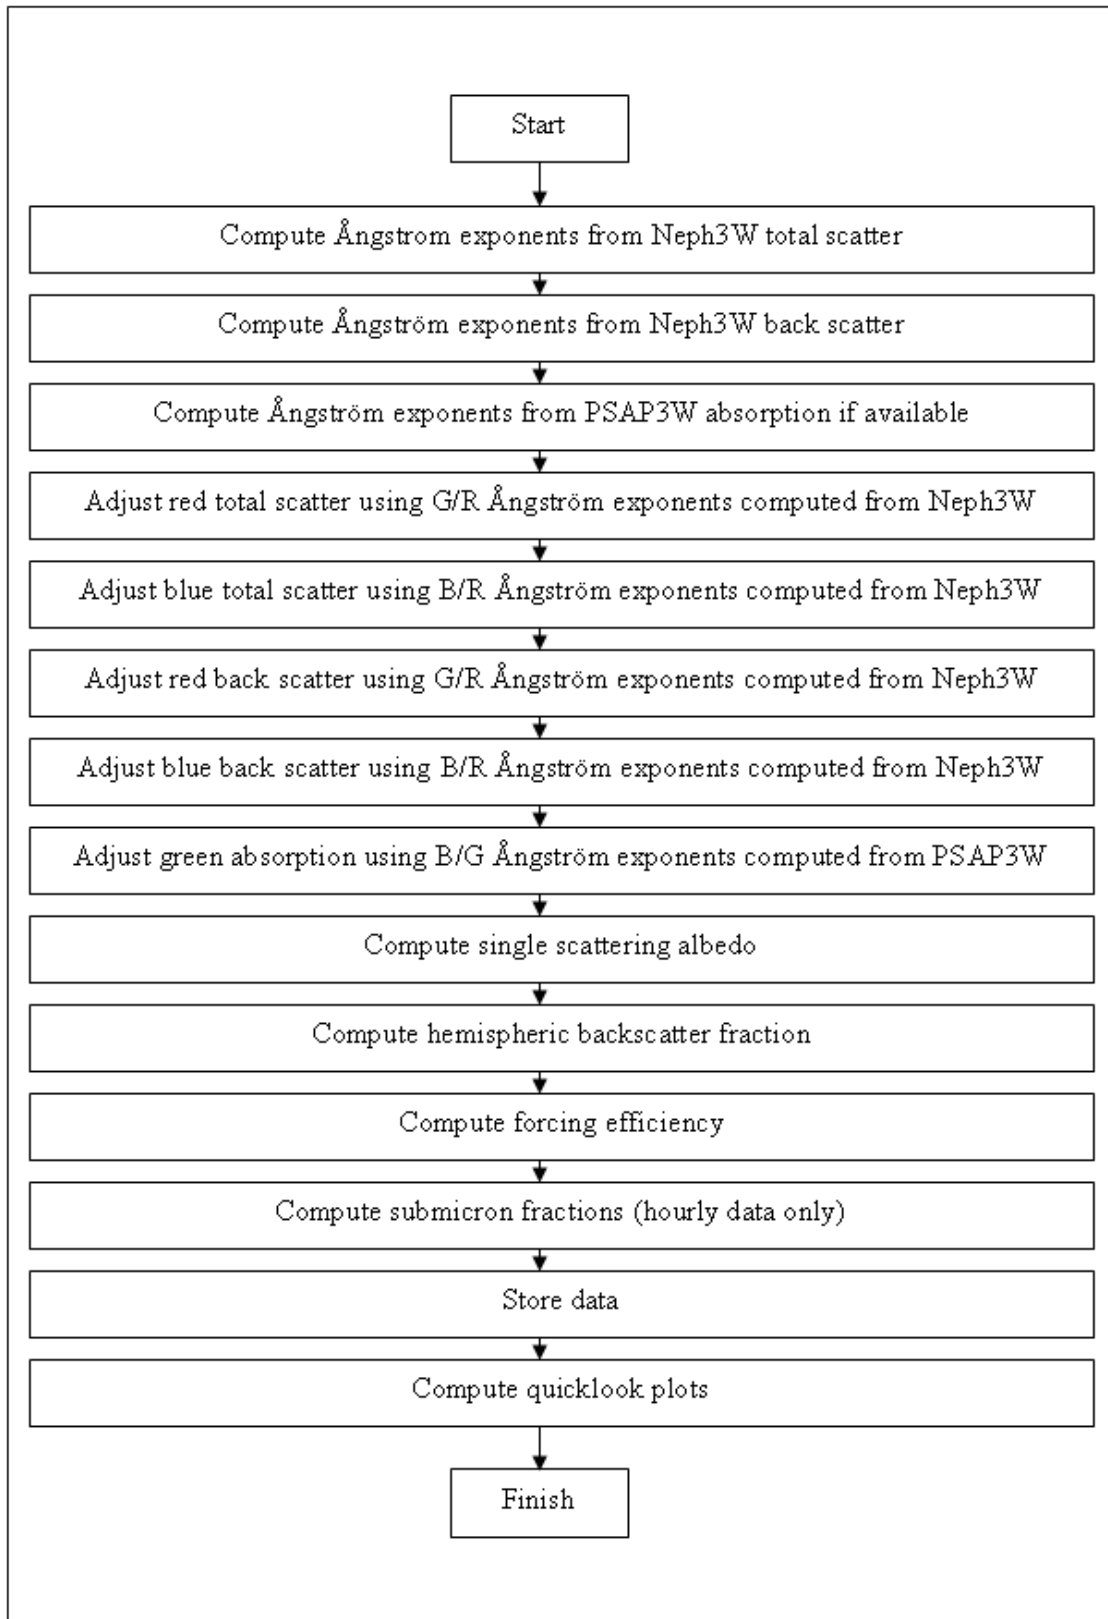 Start
Compute Ångstrom exponents from Neph3W total scatter
Compute Ångström exponents from Neph3W back scatter
Compute Ångström exponents from PSAP3W absorption if available
Adjust red total scatter using G/R Ångström exponents computed from Neph3W
Adjust blue total scatter using B/R Ångström exponents computed from Neph3W
Adjust red back scatter using G/R Ångström exponents computed from Neph3W
Adjust blue back scatter using B/R Ångström exponents computed from Neph3W
Adjust green absorption using B/G Ångström exponents computed from PSAP3W
Compute single scattering albedo
Compute hemispheric backscatter fraction
Compute forcing efficiency
Compute submicron fractions (hourly data only)
Store data
Compute quicklook plots
Finish